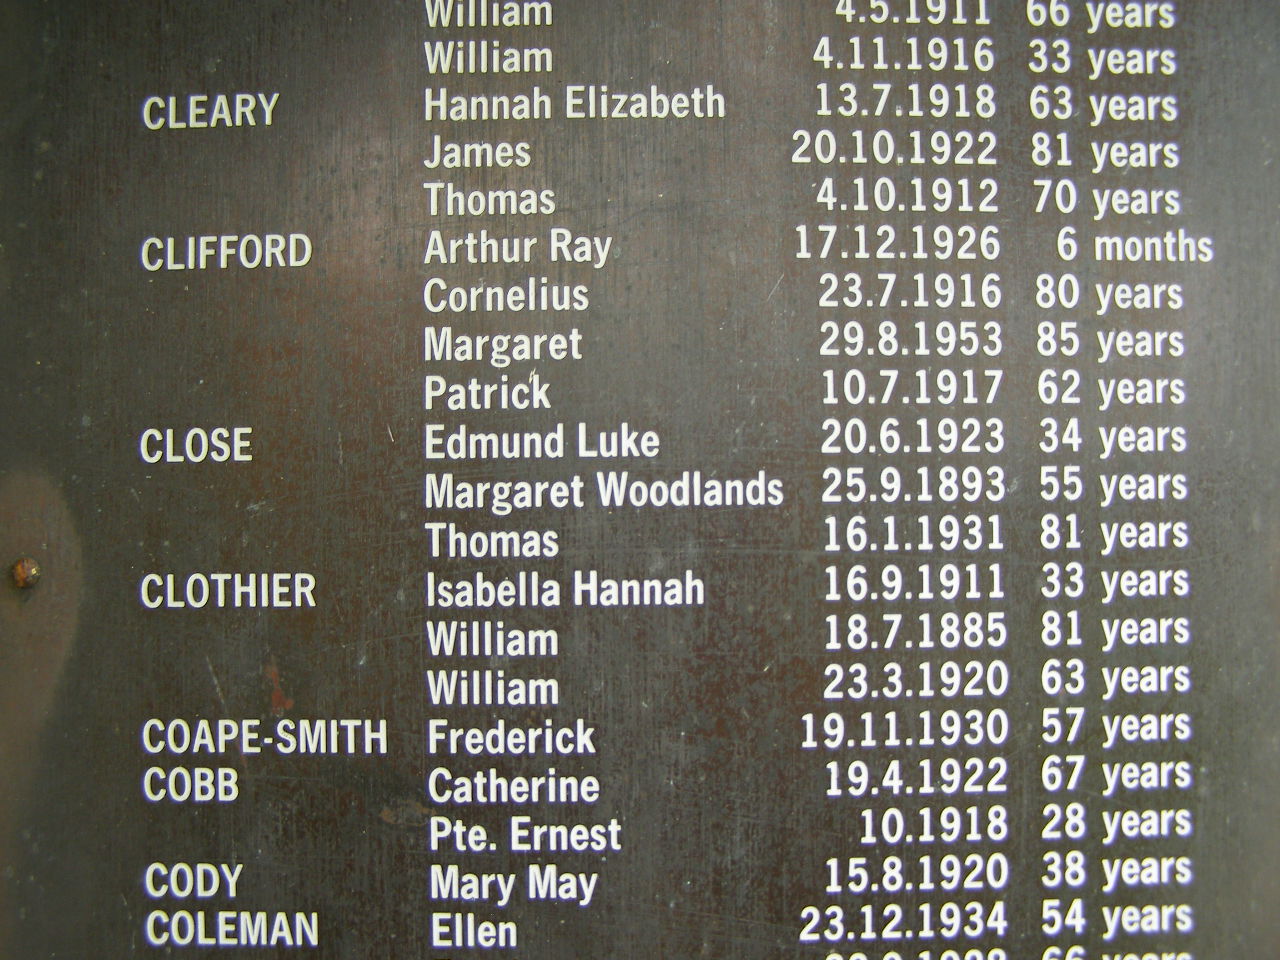 William 4.5.1911 66 years
William 4.11.1916 33 years
CLEARY Hannah Elizabeth 13.7.1918 63 years
James 20.10.1922 81 years
Thomas 4.10.1912 70 years
CLIFFORD Arthur Ray 17.12.1926 6 months
Cornelius 23.7.1916 80 years
Margaret 29.8.1953 85 years
Patrick 10.7.1917 62 years
CLOSE Edmund Luke 20.6.1923 34 years
Margaret Woodlands 25.9.1893 55 years
Thomas 16.1.1931 81 years
CLOTHIER Isabella Hannah 16.9.1911 33 years
William 18.7.1885 81 years
William 23.3.1920 63 years
COAPE-SMITH Frederick 19.11.1930 57 years
COBB Catherine 19.4.1922 67 years
Pte. Ernest 10.1918 28 years
CODY Mary May 15.8.1920 38 years
COLEMAN Ellen 23.12.1934 54 years